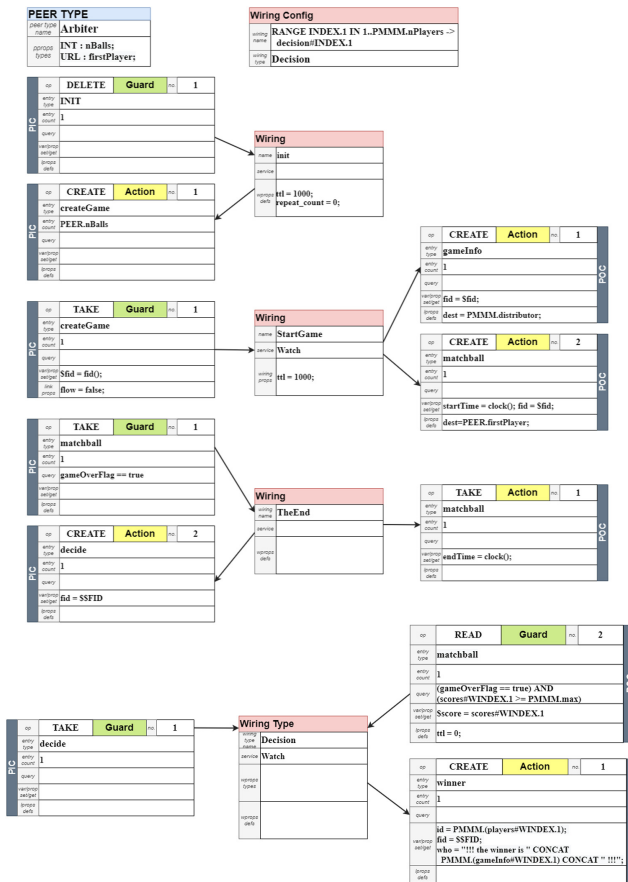 PEER TYPE
peer type name Arbiter
pprops types INT : nBalls;
URL : firstPlayer;
Wiring Config
wiring name RANGE INDEX.1 IN 1..PMMM.nPlayers ->
decision#INDEX.1
wiring type Decision
PIC
op DELETE Guard no. 1
entry type INIT
entry count 1
query
var/prop set/get
lprops defs
Wiring
name init
service
wprops defs ttl = 1000;
repeat_count = 0;
PIC
op CREATE Action no. 1
entry type createGame
entry count PEER.nBalls
query
var/prop set/get
lprops defs
PIC
op TAKE Guard no. 1
entry type createGame
entry count 1
query
var/prop set/get $fid = fid();
link props flow = false;
Wiring
name StartGame
service Watch
wiring props ttl = 1000;
op CREATE Action no. 1
entry type gameInfo
entry count 1
query
var/prop set/get fid = $fid;
lprops defs dest = PMMM.distributor;
POC
op CREATE Action no. 2
entry type matchball
entry count 1
query
var/prop set/get startTime = clock(); fid = $fid;
lprops defs dest=PEER.firstPlayer;
POC
PIC
op TAKE Guard no. 1
entry type matchball
entry count 1
query gameOverFlag == true
var/prop set/get
lprops defs
PIC
op CREATE Action no. 2
entry type decide
entry count 1
query
var/prop set/get fid = $$FID
lprops defs
Wiring
wiring name TheEnd
service
wprops defs
op TAKE Action no. 1
entry type matchball
entry count 1
query
var/prop set/get endTime = clock();
lprops defs
POC
op READ Guard no. 2
entry type matchball
entry count 1
query (gameOverFlag == true) AND
(scores#WINDEX.1 >= PMMM.max)
var/prop set/get $score = scores#WINDEX.1
lprops defs ttl = 0;
PIC
op TAKE Guard no. 1
entry type decide
entry count 1
query
var/prop set/get
lprops defs
Wiring Type
wiring type name Decision
service Watch
wprops types
wprops defs
op CREATE Action no. 1
entry type winner
entry count 1
query
var/prop set/get id = PMMM.(players#WINDEX.1);
fid = $$FID;
who = "!!! the winner is " CONCAT
PMMM.(gameInfo#WINDEX.1) CONCAT " !!!";
lprops defs